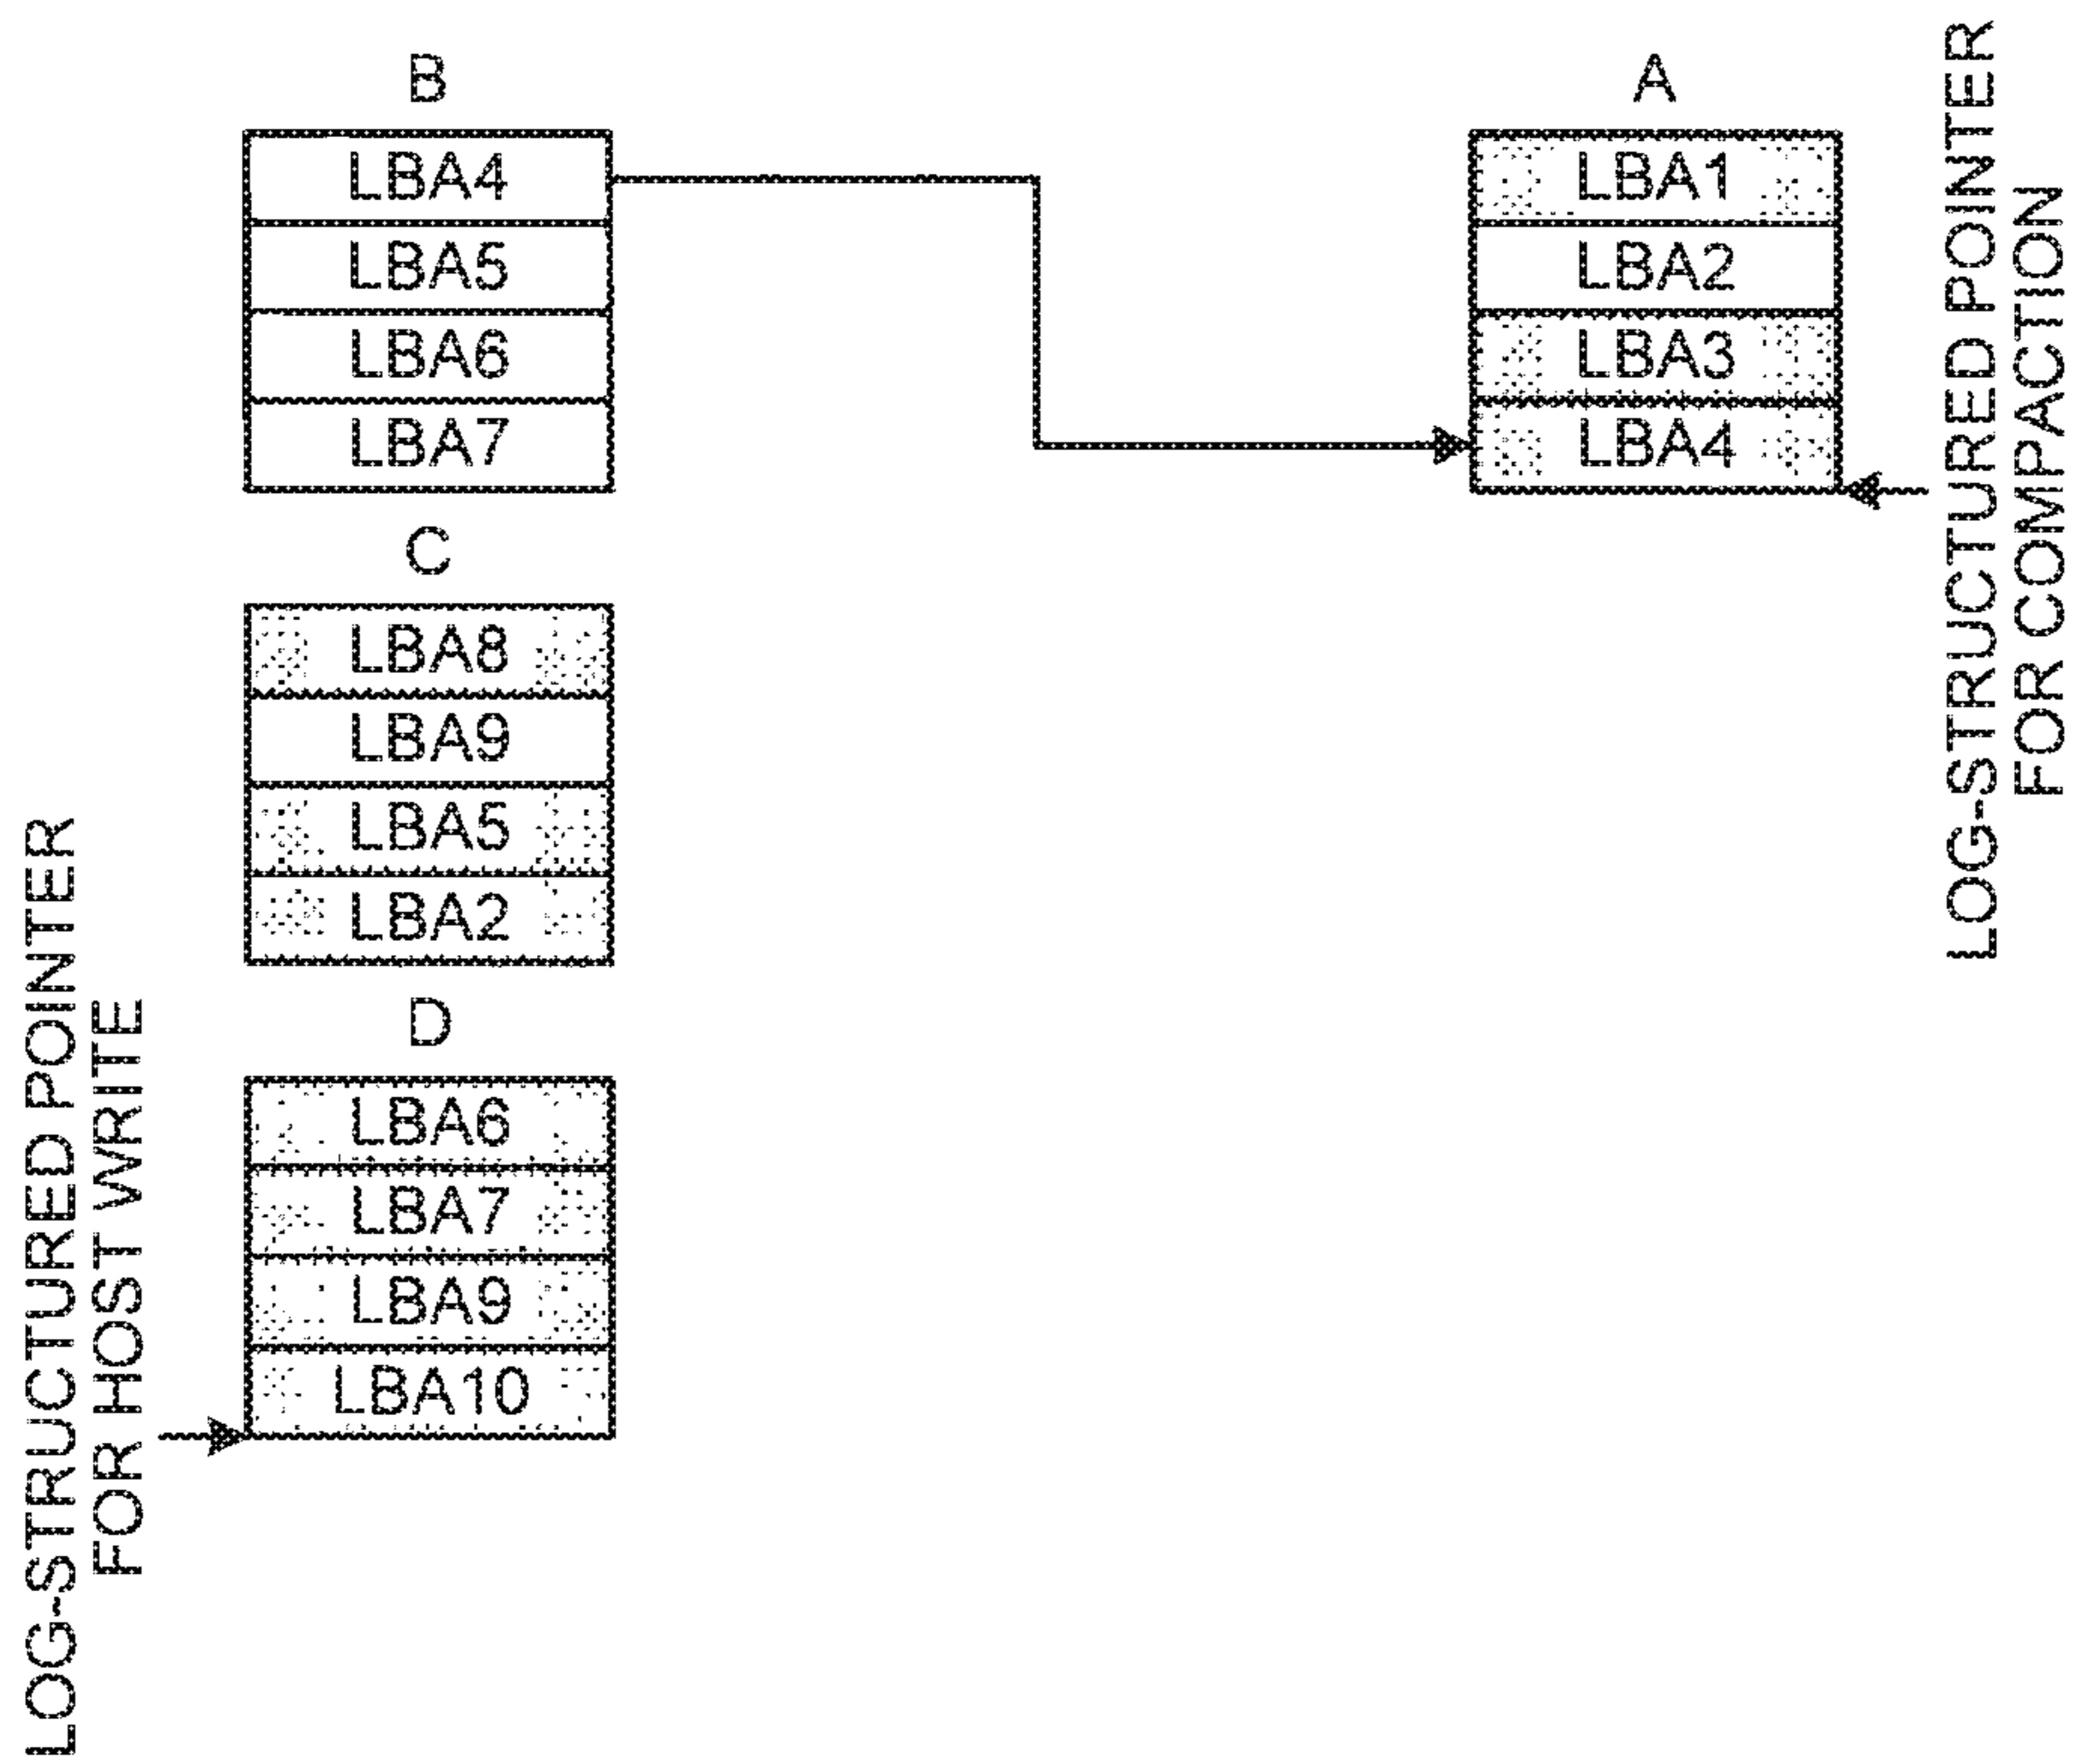 B
LBA4
LBA5
LBA6
LBA7
C
LBA8
LBA9
LBA5
LBA2
D
LBA6
LBA7
LBA9
LBA10
LOG-STRUCTURED POINTER
FOR HOST WRITE
A
LBA1
LBA2
LBA3
LBA4
LOG-STRUCTURED POINTER
FOR COMPACTION